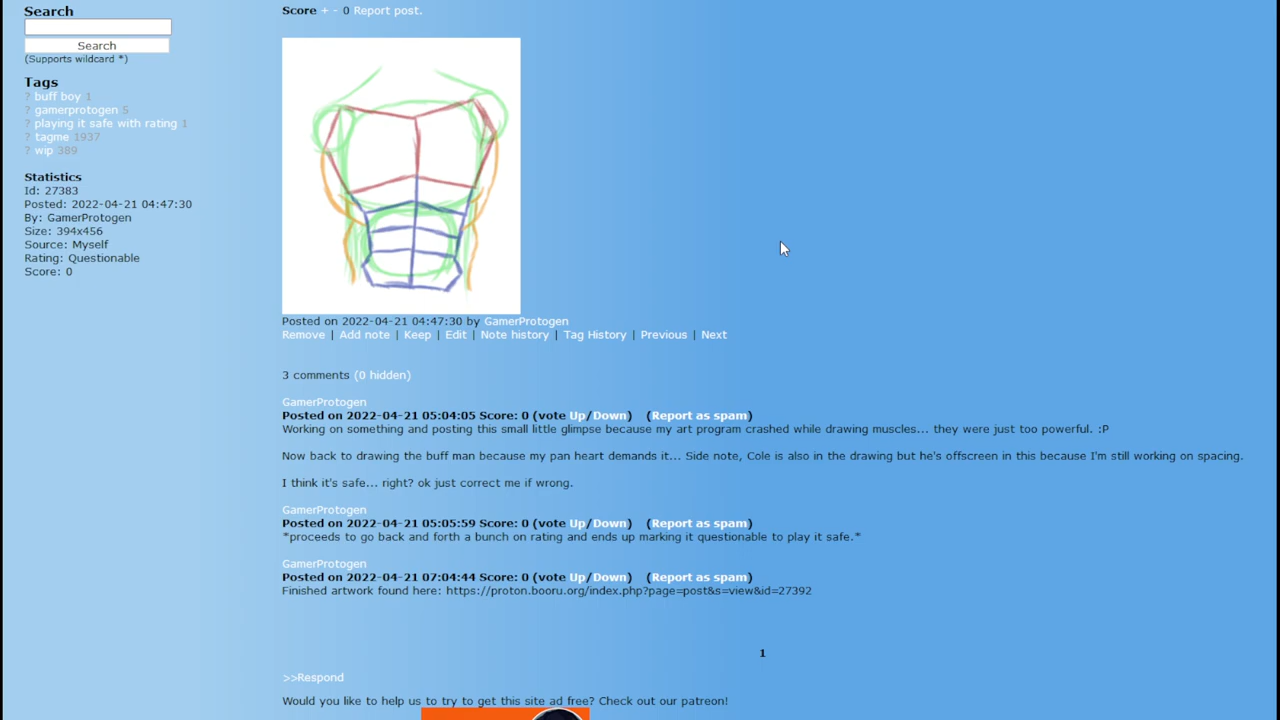 Search
Search
(Supports wildcard *)
Tags
? buff boy 1
? gamerprotogen 5
? playing it safe with rating 1
? tagme 1937
? wip 389
Statistics
Id: 27383
Posted: 2022-04-21 04:47:30
By: GamerProtogen
Size: 394x456
Source: Myself
Rating: Questionable
Score: 0
Score + - 0 Report post.
Posted on 2022-04-21 04:47:30 by GamerProtogen
Remove | Add note | Keep | Edit | Note history | Tag History | Previous | Next
3 comments (0 hidden)
GamerProtogen
Posted on 2022-04-21 05:04:05 Score: 0 (vote Up/Down) (Report as spam)
Working on something and posting this small little glimpse because my art program crashed while drawing muscles... they were just too powerful. :P
Now back to drawing the buff man because my pan heart demands it... Side note, Cole is also in the drawing but he's offscreen in this because I'm still working on spacing.
I think it's safe... right? ok just correct me if wrong.
GamerProtogen
Posted on 2022-04-21 05:05:59 Score: 0 (vote Up/Down) (Report as spam)
*proceeds to go back and forth a bunch on rating and ends up marking it questionable to play it safe.*
GamerProtogen
Posted on 2022-04-21 07:04:44 Score: 0 (vote Up/Down) (Report as spam)
Finished artwork found here: https://proton.booru.org/index.php?page=post&s=view&id=27392
1
>>Respond
Would you like to help us to try to get this site ad free? Check out our patreon!